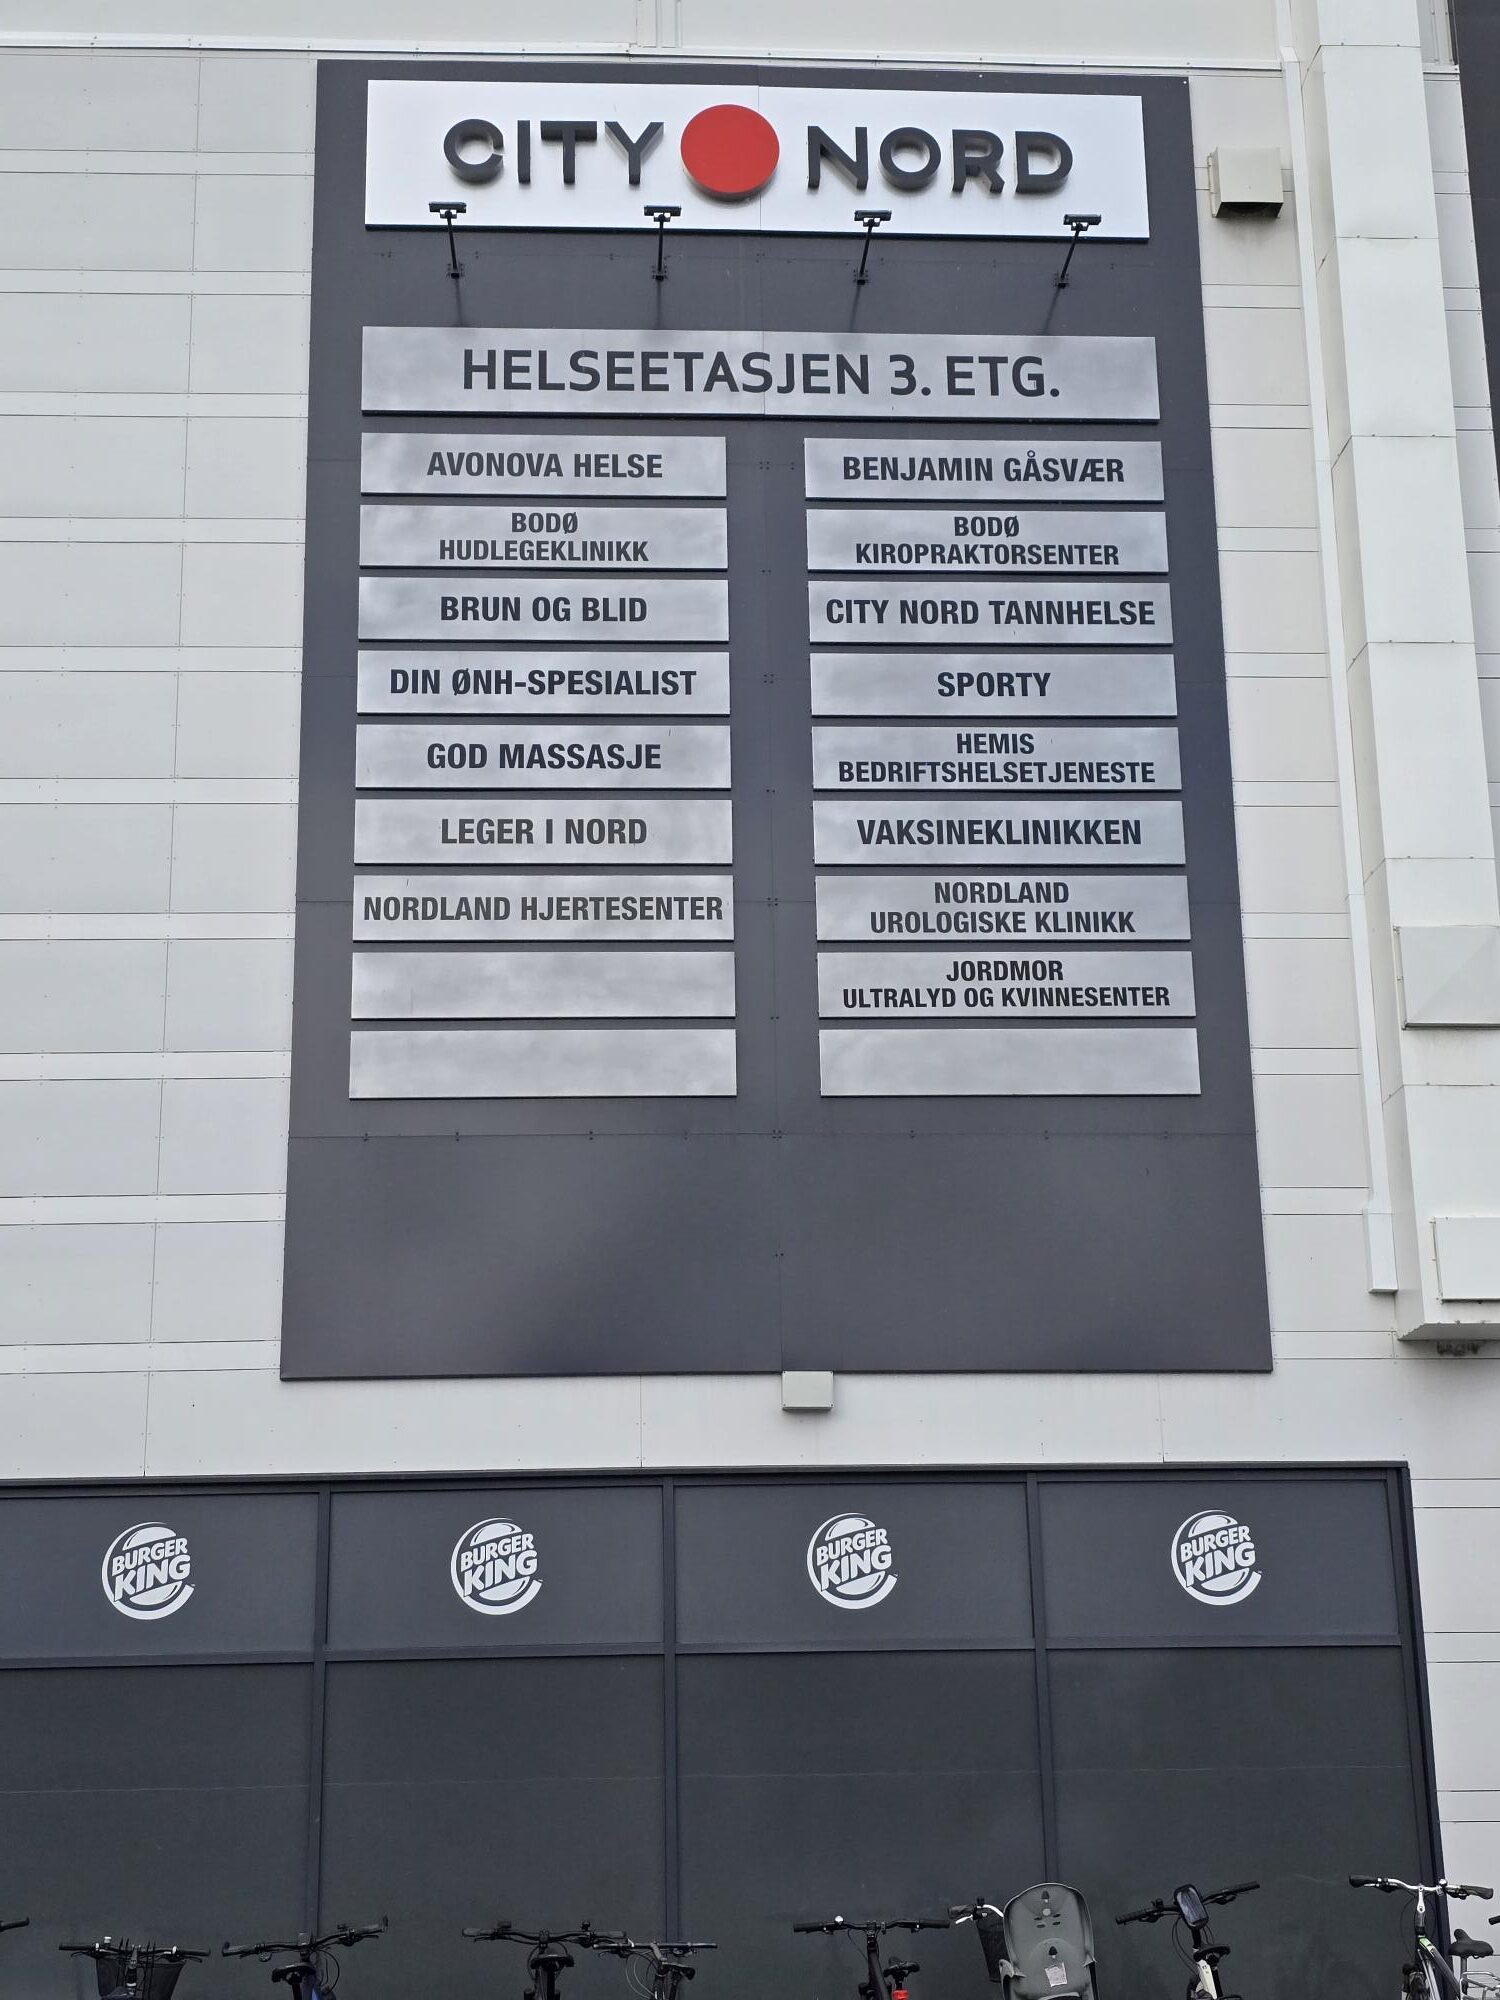 CITY NORD
HELSEETASJEN 3. ETG.
AVONOVA HELSE
BODØ
HUDLEGEKLINIKK
BRUN OG BLID
DIN ØNH-SPESIALIST
GOD MASSASJE
LEGER I NORD
NORDLAND HJERTESENTER
BENJAMIN GÅSVÆR
BODØ
KIROPRAKTORSENTER
CITY NORD TANNHELSE
SPORTY
HEMIS
BEDRIFTSHELSETJENESTE
VAKSINEKLINIKKEN
NORDLAND
UROLOGISKE KLINIKK
JORDMOR
ULTRALYD OG KVINNESENTER
BURGER
KING
BURGER
KING
BURGER
KING
BURGER
KING